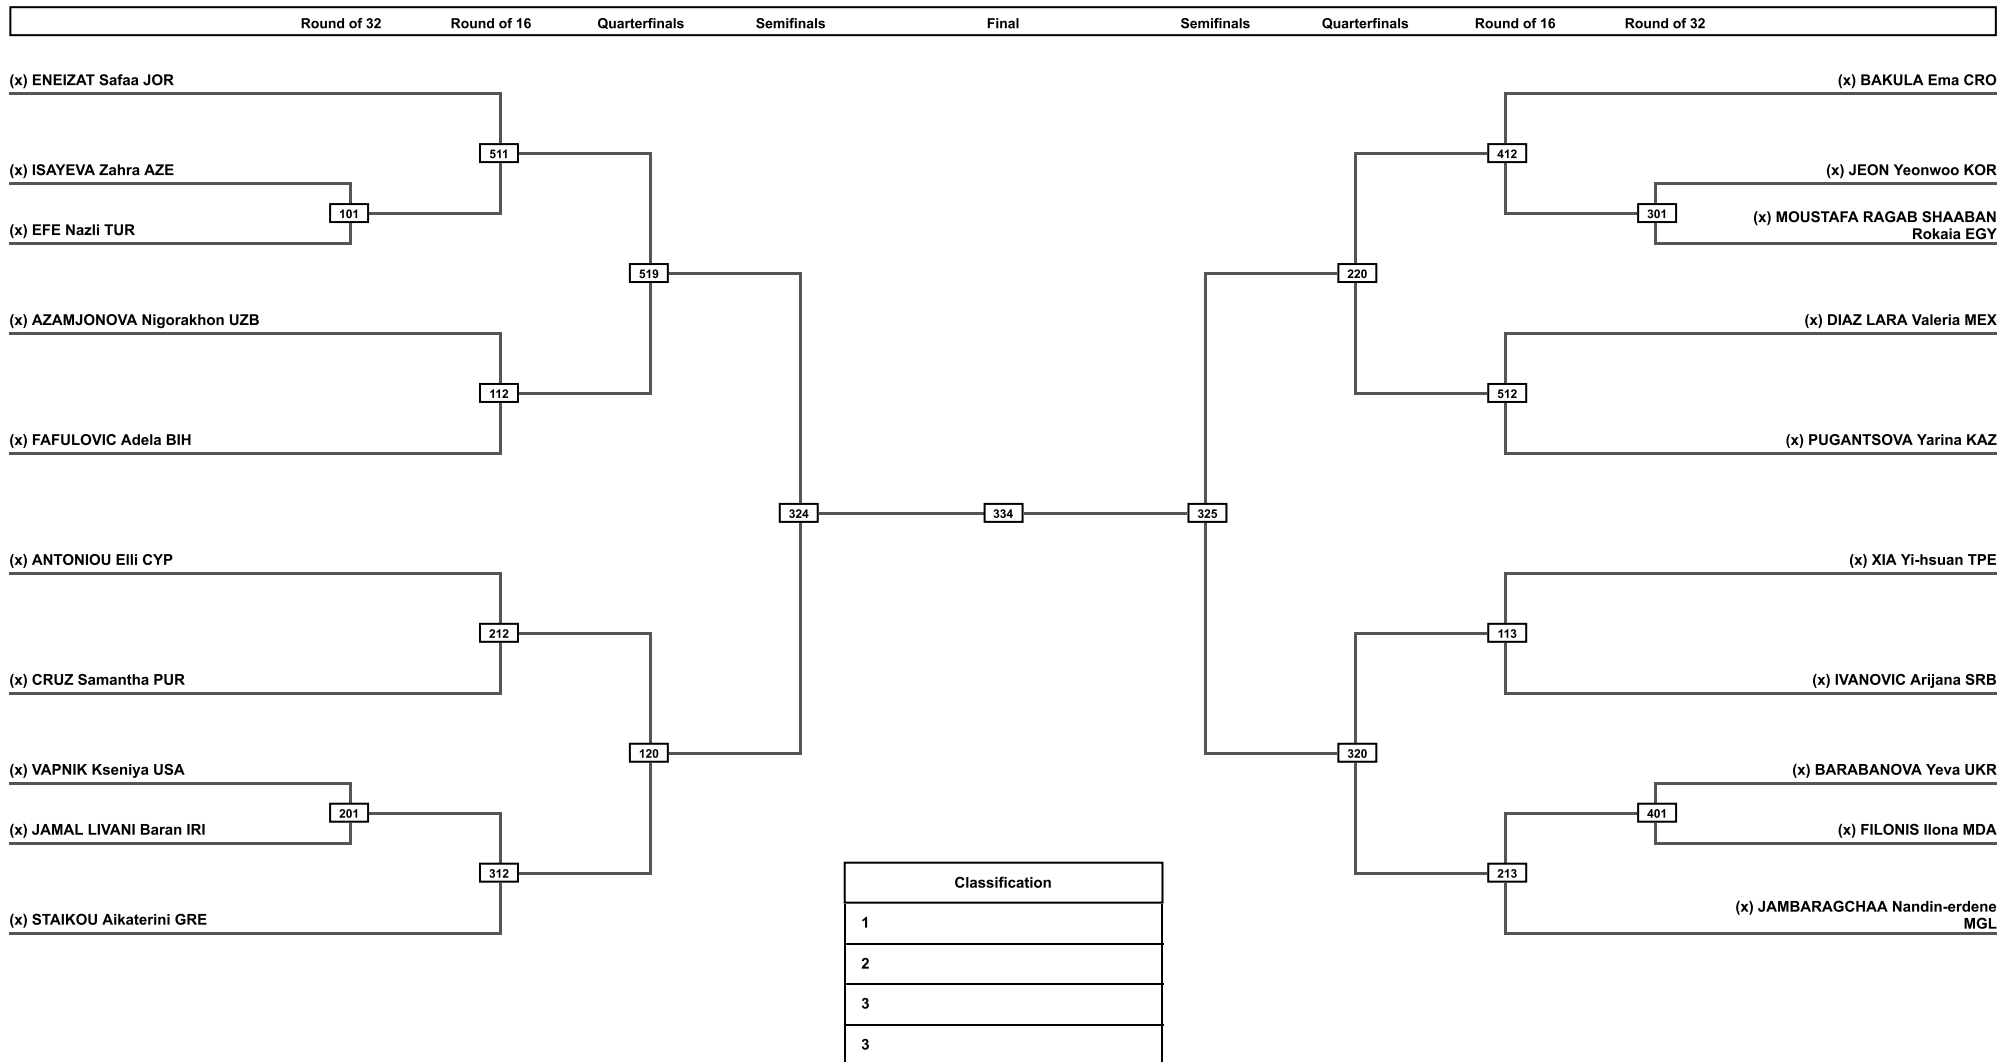 Round of 32 Round of 16 Quarterfinals Semifinals Final Semifinals Quarterfinals Round of 16 Round of 32
(x) ENEIZAT Safaa JOR
(x) BAKULA Ema CRO
511
412
(x) ISAYEVA Zahra AZE
(x) JEON Yeonwoo KOR
101
301
(x) EFE Nazli TUR
(x) MOUSTAFA RAGAB SHAABAN
Rokaia EGY
519
220
(x) AZAMJONOVA Nigorakhon UZB
(x) DIAZ LARA Valeria MEX
112
512
(x) FAFULOVIC Adela BIH
(x) PUGANTSOVA Yarina KAZ
324
334
325
(x) ANTONIOU Elli CYP
(x) XIA Yi-hsuan TPE
212
113
(x) CRUZ Samantha PUR
(x) IVANOVIC Arijana SRB
120
320
(x) VAPNIK Kseniya USA
(x) BARABANOVA Yeva UKR
201
401
(x) JAMAL LIVANI Baran IRI
(x) FILONIS Ilona MDA
312
213
(x) STAIKOU Aikaterini GRE
(x) JAMBARAGCHAA Nandin-erdene
MGL
Classification
1
2
3
3